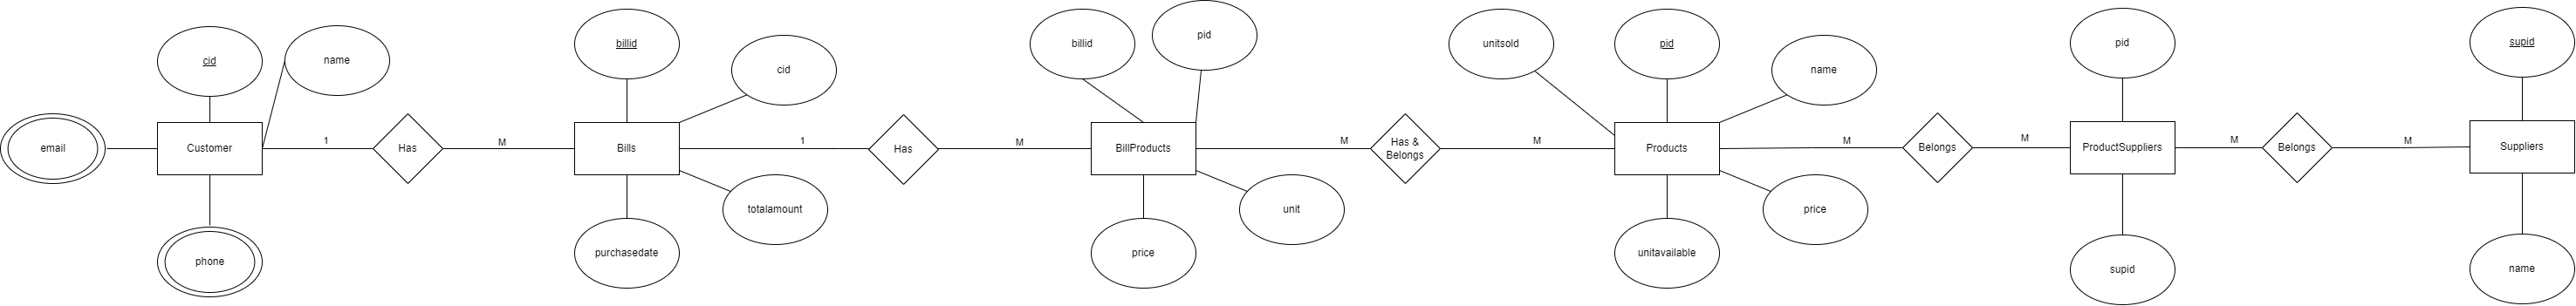 cid
name
email
Customer
phone
1
Has
M
billid
cid
Bills
purchasedate
totalamount
1
Has
M
billid
pid
BillProducts
price
unit
M
Has &
Belongs
M
unitsold
pid
name
Products
unitavailable
price
M
Belongs
M
pid
ProductSuppliers
supid
M
Belongs
M
supid
Suppliers
name